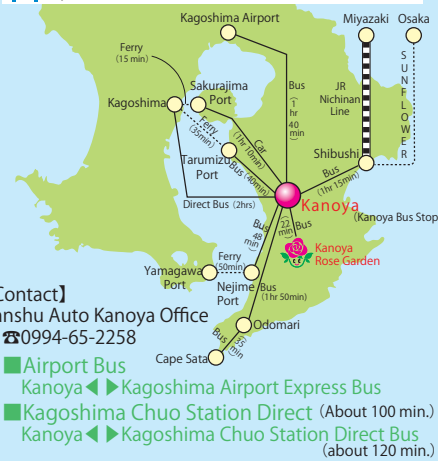 Kagoshima Airport
Miyazaki
Osaka
Ferry
(15 min)
Bus
(1
hr
40
min)
JR
Nichinan
Line
SUNFLOWER
Sakurajima
Port
Kagoshima
Ferry
(35min)
Car
(1hr 10min)
Tarumizu
Port
Bus (40min)
Shibushi
Bus
(1hr 15min)
Direct Bus (2hrs)
Kanoya
(Kanoya Bus Stop
Bus
48
min
(22
min)
Bus
Kanoya
Rose Garden
Yamagawa
Port
Ferry
(50min)
Nejime
Port
Bus
(1hr 50min)
Odomari
Bus
35
min
Cape Sata
Contact】
anshu Auto Kanoya Office
☎0994-65-2258
■Airport Bus
Kanoya◀ ▶Kagoshima Airport Express Bus
■Kagoshima Chuo Station Direct (About 100 min.)
Kanoya◀ ▶Kagoshima Chuo Station Direct Bus
(about 120 min.)